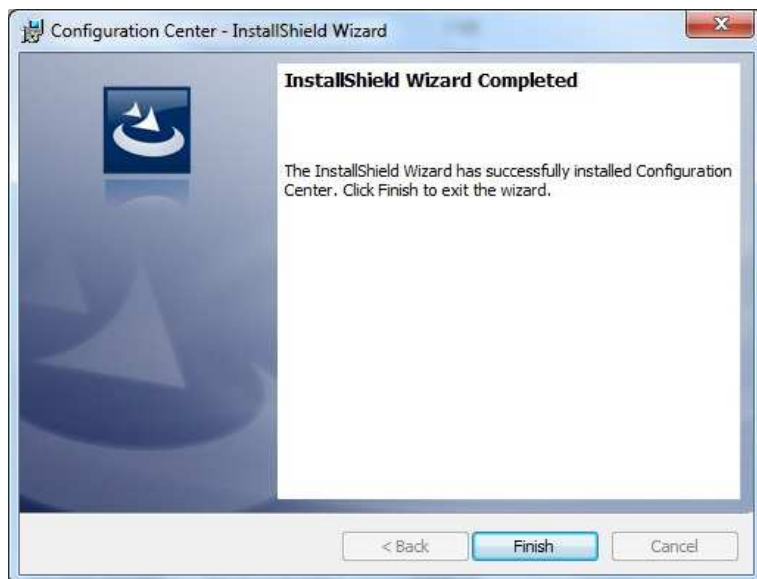 Configuration Center - InstallShield Wizard
InstallShield Wizard Completed
The InstallShield Wizard has successfully installed Configuration
Center. Click Finish to exit the wizard.
< Back
Finish
Cancel